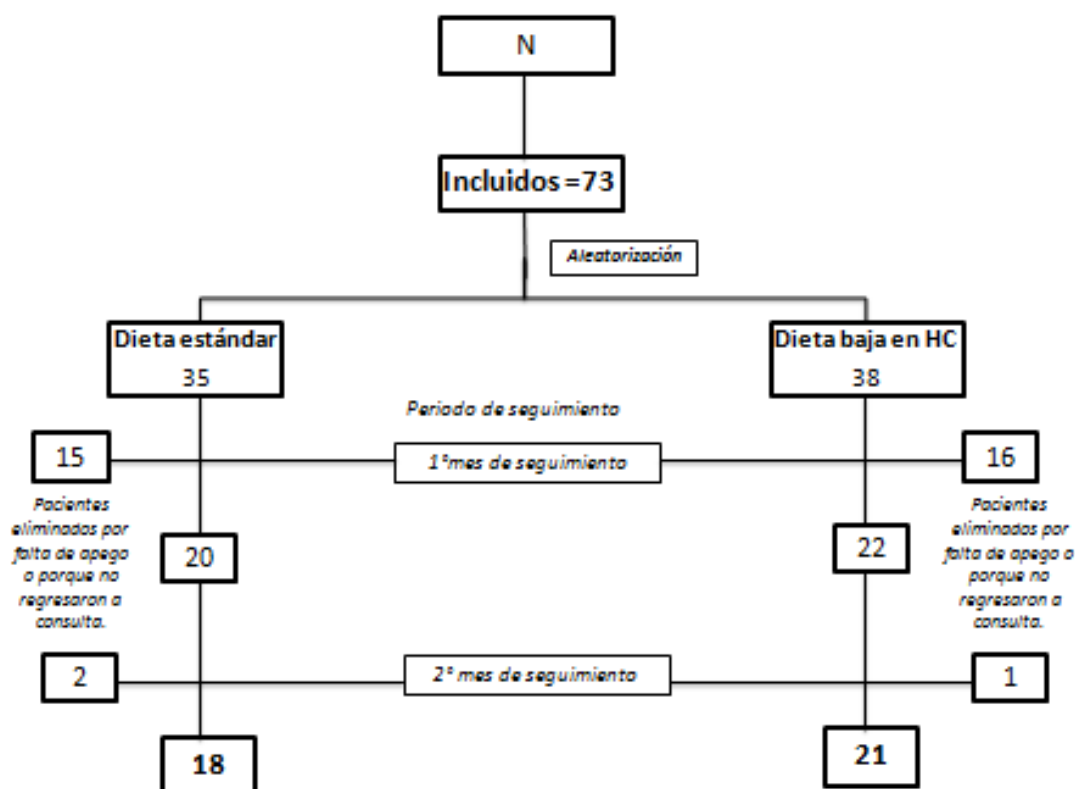 N
Incluidos =73
Aleatorización
Dieta estándar
35
Dieta baja en HC
38
Periodo de seguimiento
15
1°mes de seguimiento
16
Pacientes
eliminados por
falta de apego
o porque no
regresaron a
consulta.
Pacientes
eliminados por
falta de apego o
porque no
regresaron a
consulta.
20
22
2
2° mes de seguimiento
1
18
21